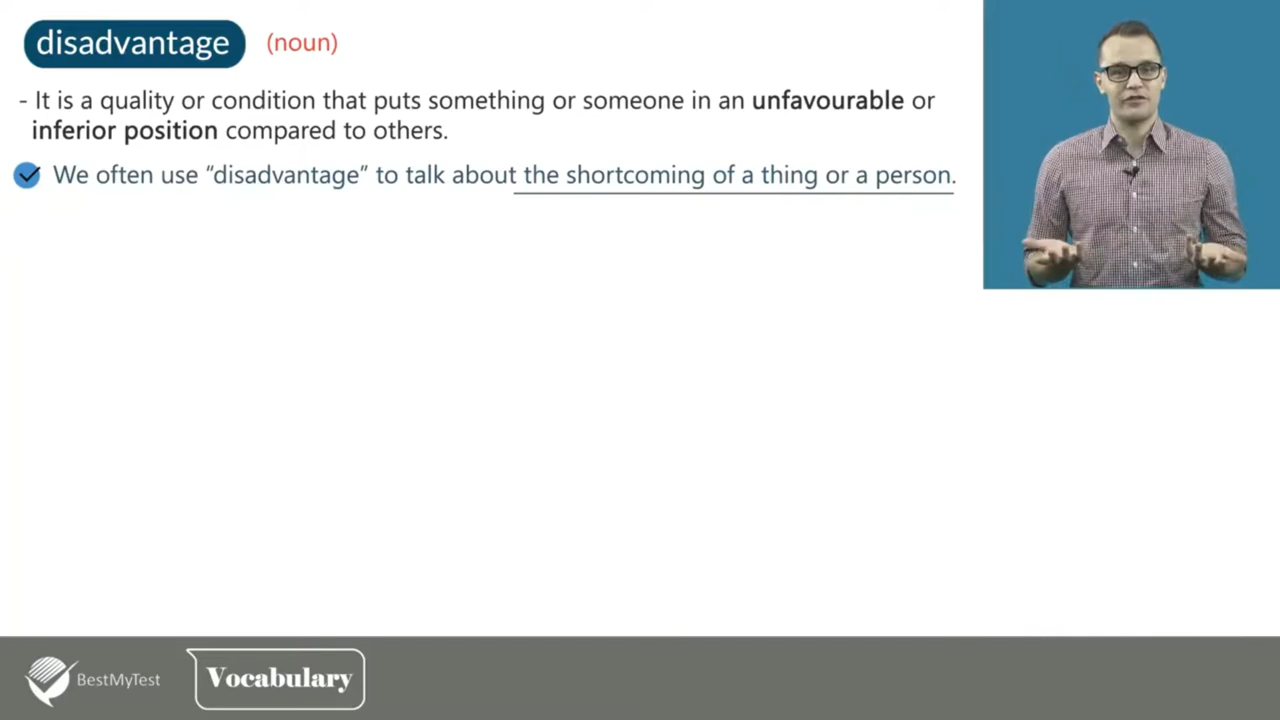 disadvantage (noun)
- It is a quality or condition that puts something or someone in an unfavourable or
inferior position compared to others.
We often use “disadvantage” to talk about the shortcoming of a thing or a person.
BestMyTest
Vocabulary